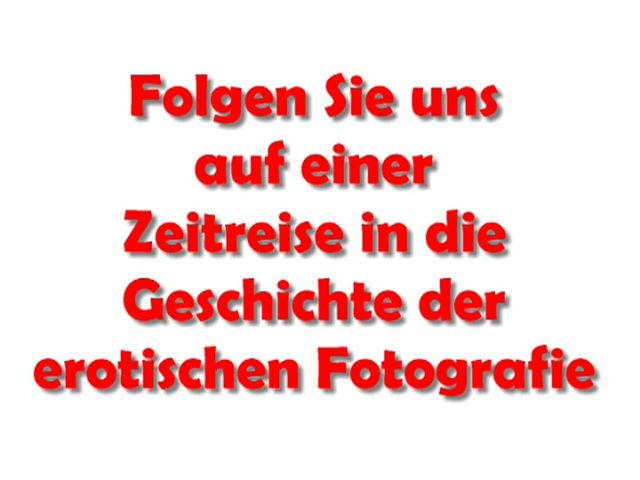 Folgen Sie uns
auf einer
Zeitreise in die
Geschichte der
erotischen Fotografie